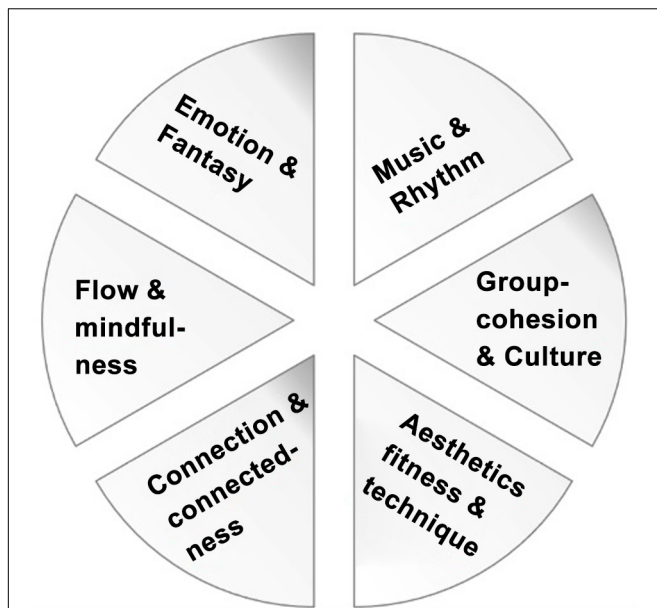 Emotion &
Fantasy
Music &
Rhythm
Flow &
mindful-
ness
Group-
cohesion
& Culture
Connection &
connected-
ness
Aesthetics
fitness &
technique